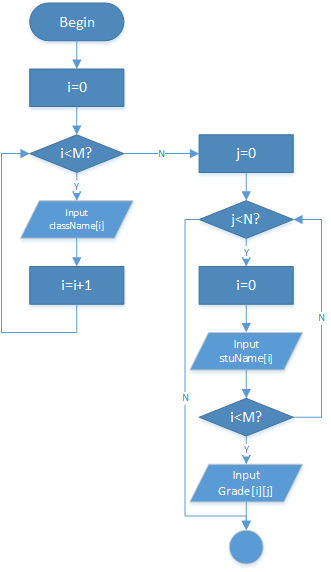 Begin
i=0
i<M?
N
Y
Input
className[i]
i=i+1
j=0
j<N?
Y
i=0
Input
stuName[i]
N
N
i<M?
Y
Input
Grade[i][j]